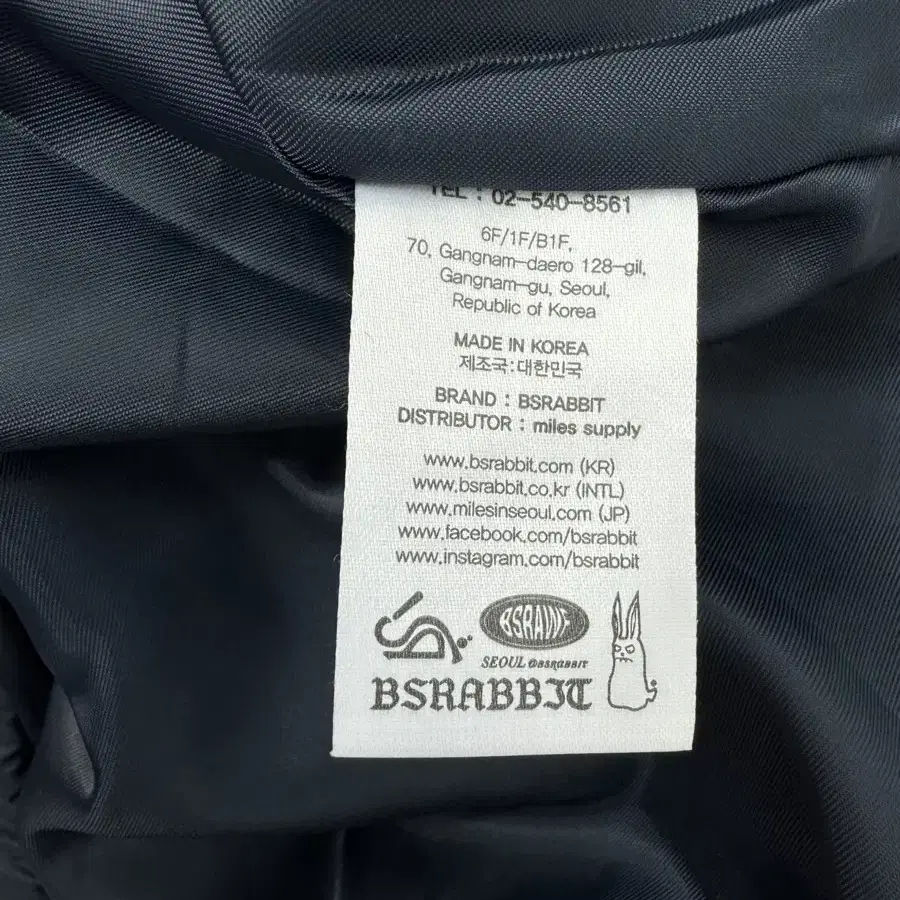 TEL : 02-540-8561
6F/1F/B1F,
70, Gangnam-daero 128-gil,
Gangnam-gu, Seoul,
Republic of Korea
MADE IN KOREA
제조국:대한민국
BRAND : BSRABBIT
DISTRIBUTOR : miles supply
www.bsrabbit.com (KR)
www.bsrabbit.co.kr (INTL)
www.milesinseoul.com (JP)
www.facebook.com/bsrabbit
www.instagram.com/bsrabbit
BSRAWF
SEOUL @BSRABBIT
BSRABBIT